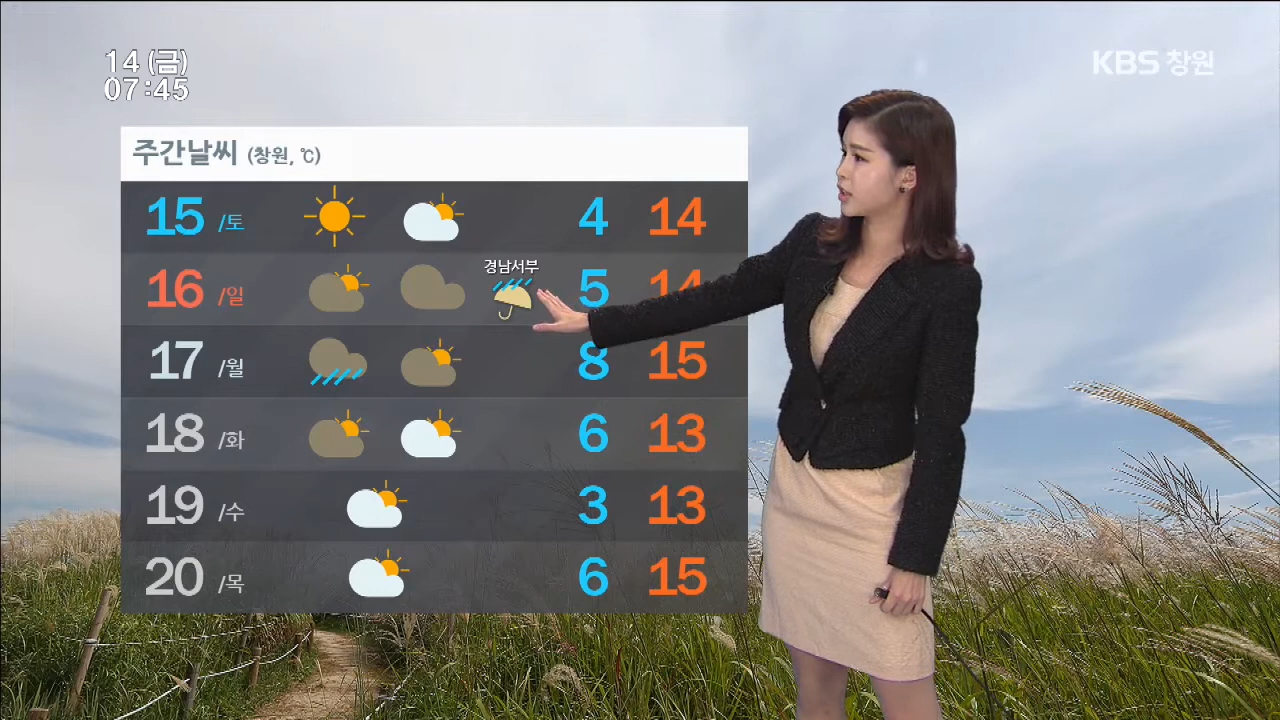 14 (금)
07:45
KBS 창원
주간날씨 (창원, ℃)
15 /토 4 14
16 /일 경남서부 5 14
17 /월 8 15
18 /화 6 13
19 /수 3 13
20 /목 6 15